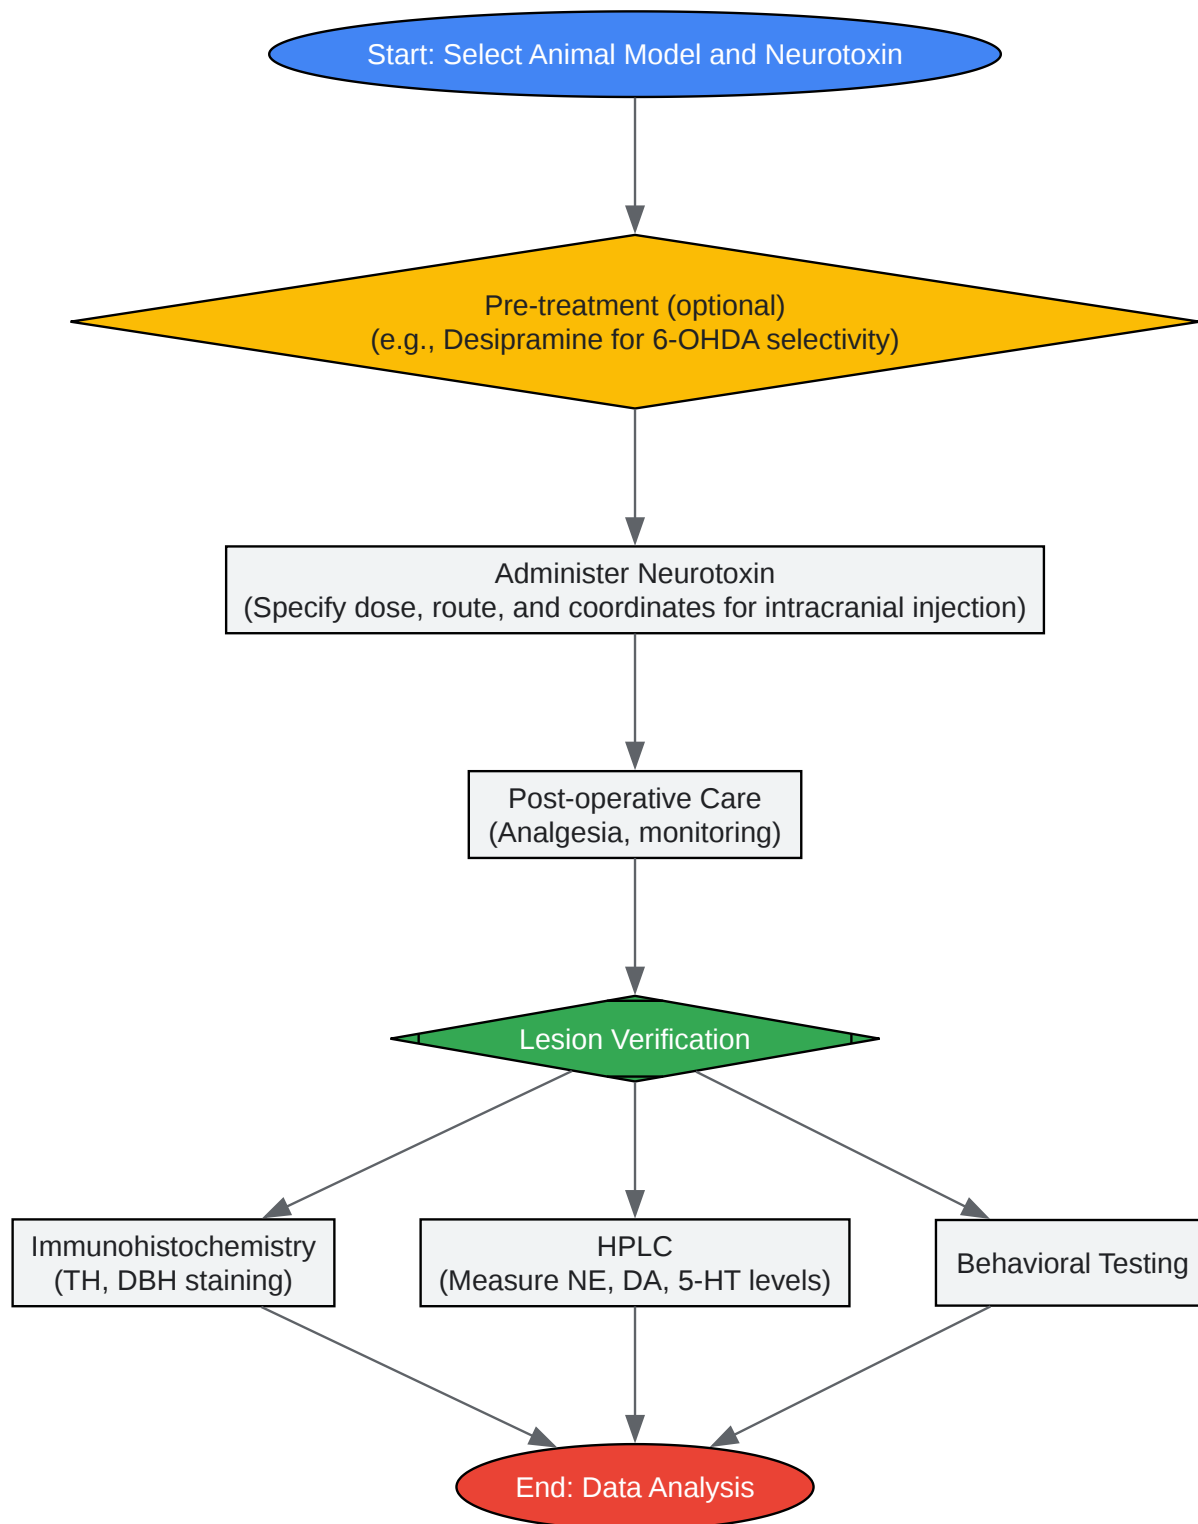 Start: Select Animal Model and Neurotoxin
Pre-treatment (optional)
(e.g., Desipramine for 6-OHDA selectivity)
Administer Neurotoxin
(Specify dose, route, and coordinates for intracranial injection)
Post-operative Care
(Analgesia, monitoring)
Lesion Verification
Immunohistochemistry
(TH, DBH staining)
HPLC
(Measure NE, DA, 5-HT levels)
Behavioral Testing
End: Data Analysis